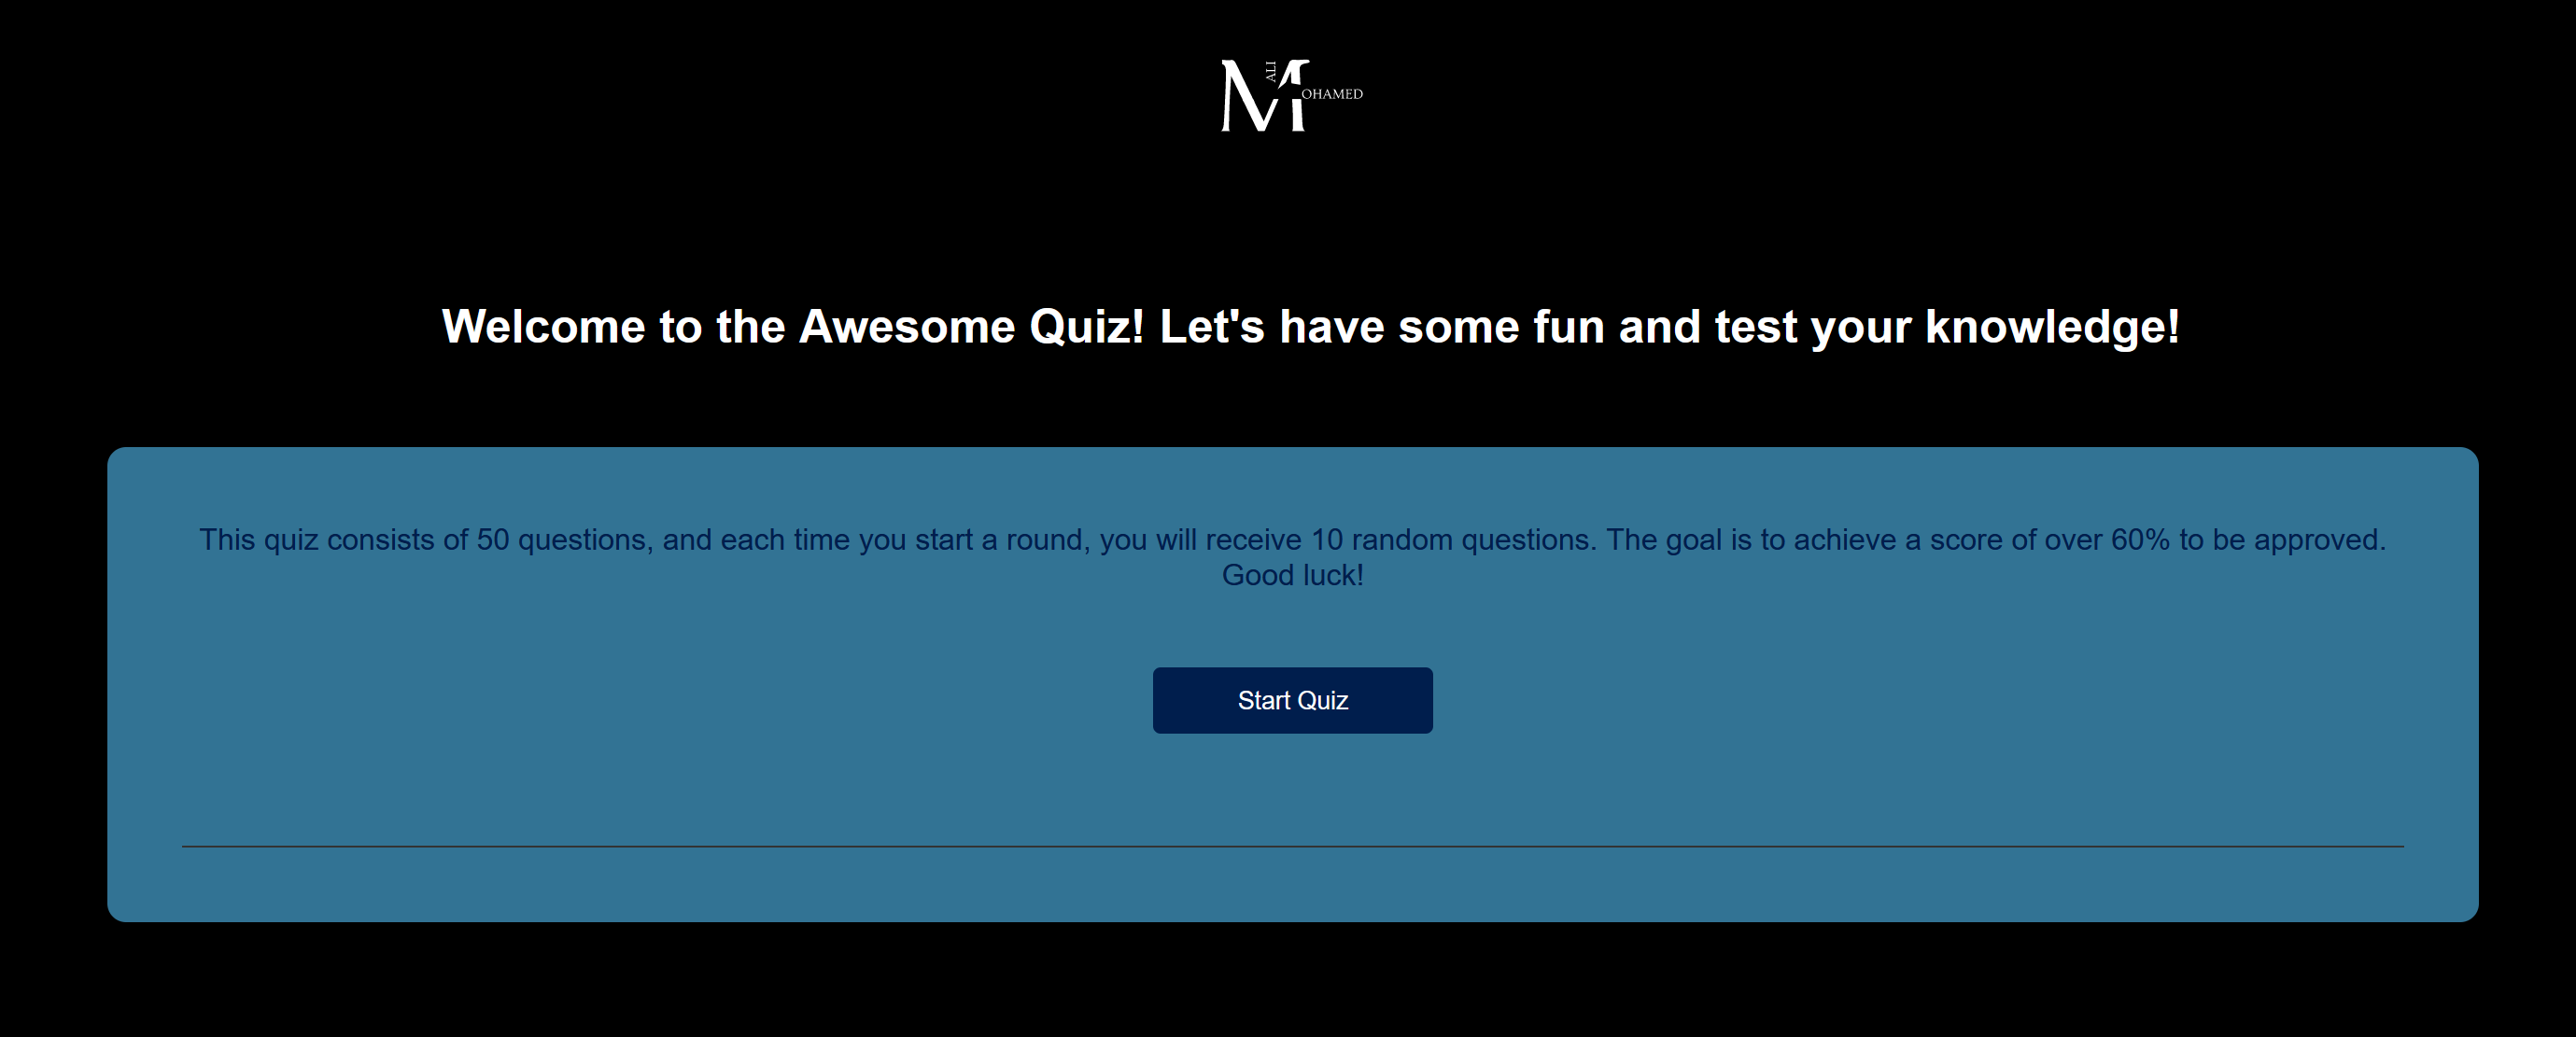 ALI
MOHAMED
Welcome to the Awesome Quiz! Let's have some fun and test your knowledge!
This quiz consists of 50 questions, and each time you start a round, you will receive 10 random questions. The goal is to achieve a score of over 60% to be approved.
Good luck!
Start Quiz